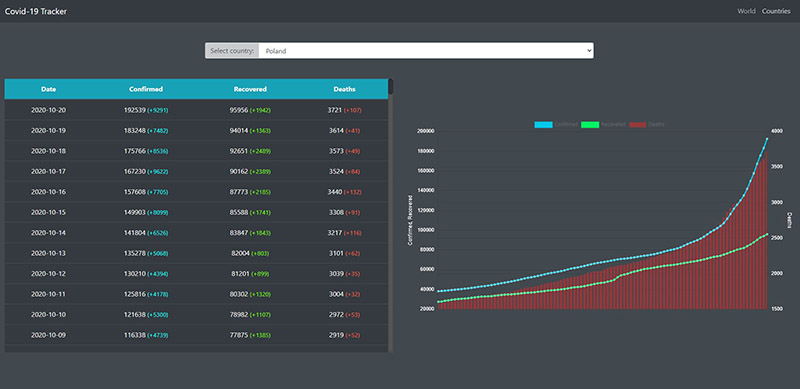 Covid-19 Tracker World Countries
Select country: Poland
Date Confirmed Recovered Deaths
2020-10-20 192539 (+9291) 95956 (+1942) 3721 (+107)
2020-10-19 183248 (+7482) 94014 (+1363) 3614 (+41)
2020-10-18 175766 (+8536) 92651 (+2489) 3573 (+49)
2020-10-17 167230 (+9622) 90162 (+2389) 3524 (+84)
2020-10-16 157608 (+7705) 87773 (+2185) 3440 (+132)
2020-10-15 149903 (+8099) 85588 (+1741) 3308 (+91)
2020-10-14 141804 (+6526) 83847 (+1843) 3217 (+116)
2020-10-13 135278 (+5068) 82004 (+803) 3101 (+62)
2020-10-12 130210 (+4394) 81201 (+899) 3039 (+35)
2020-10-11 125816 (+4178) 80302 (+1320) 3004 (+32)
2020-10-10 121638 (+5300) 78982 (+1107) 2972 (+53)
2020-10-09 116338 (+4739) 77875 (+1385) 2919 (+52)
Confirmed Recovered Deaths
200000
180000
160000
140000
120000
100000
80000
60000
40000
20000
Confirmed, Recovered
4000
3500
3000
2500
2000
1500
Deaths